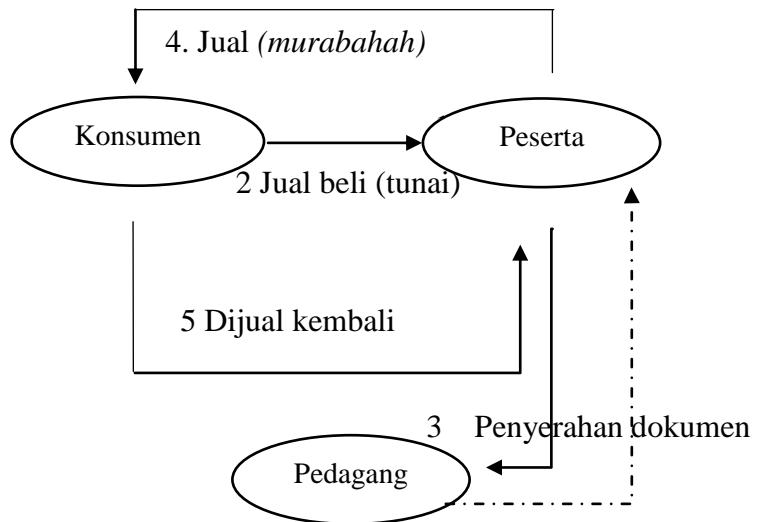 4. Jual (murabahah)
Konsumen
Peserta
2 Jual beli (tunai)
5 Dijual kembali
3 Penyerahan dokumen
Pedagang